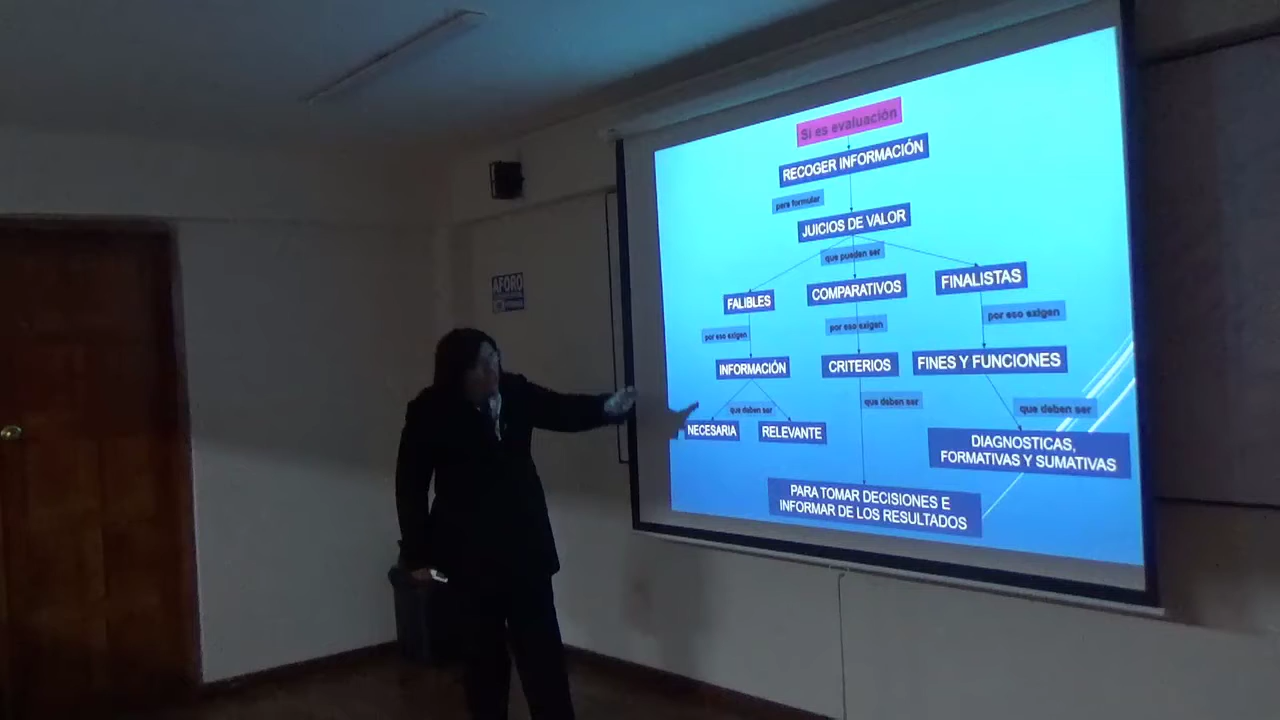 Si es evaluación
RECOGER INFORMACIÓN
para formular
JUICIOS DE VALOR
que pueden ser
FALIBLES
COMPARATIVOS
FINALISTAS
por eso exigen
por eso exigen
por eso exigen
INFORMACIÓN
CRITERIOS
FINES Y FUNCIONES
que deben ser
que deben ser
que deben ser
NECESARIA
RELEVANTE
DIAGNOSTICAS,
FORMATIVAS Y SUMATIVAS
PARA TOMAR DECISIONES E
INFORMAR DE LOS RESULTADOS
AFORO